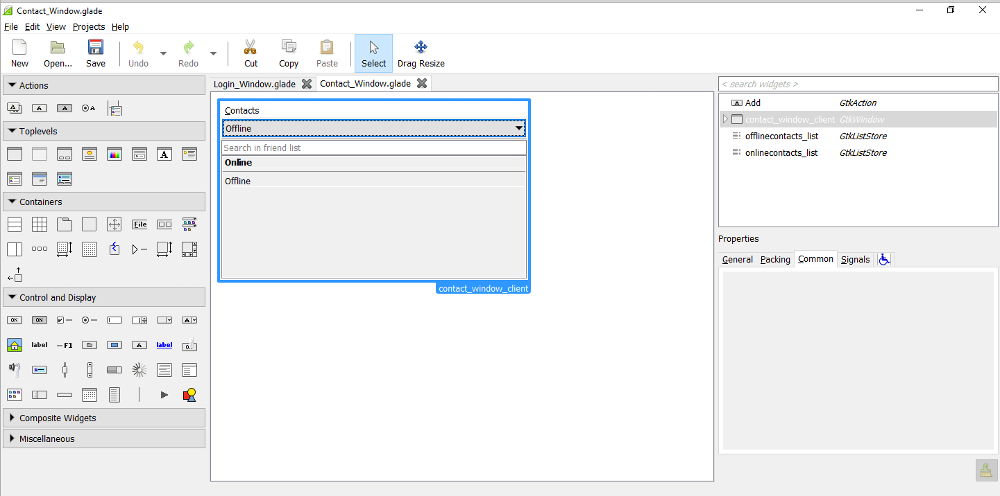 Contact_Window.glade
File Edit View Projects Help
New Open... Save Undo Redo Cut Copy Paste Select Drag Resize
Actions
Toplevels
Containers
File
Control and Display
OK ON
label F1 label 0..
Composite Widgets
Miscellaneous
Login_Window.glade Contact_Window.glade
Contacts
Offline
Search in friend list
Online
Offline
contact_window_client
< search widgets >
Add GtkAction
contact_window_client GtkWindow
offlinecontacts_list GtkListStore
onlinecontacts_list GtkListStore
Properties
General Packing Common Signals